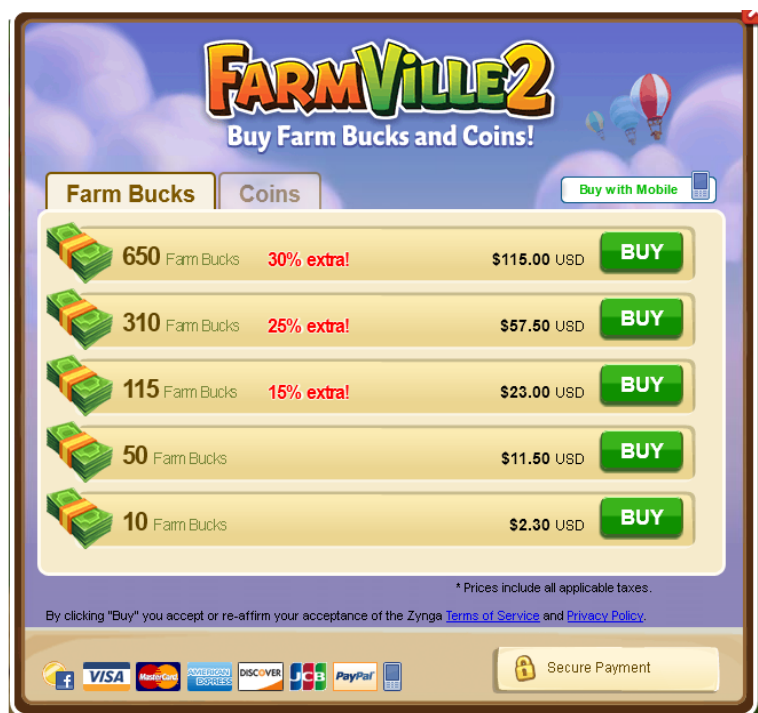 FARMVILLE2
Buy Farm Bucks and Coins!
Farm Bucks Coins Buy with Mobile
650 Farm Bucks 30% extra! $115.00 USD BUY
310 Farm Bucks 25% extra! $57.50 USD BUY
115 Farm Bucks 15% extra! $23.00 USD BUY
50 Farm Bucks $11.50 USD BUY
10 Farm Bucks $2.30 USD BUY
* Prices include all applicable taxes.
By clicking "Buy" you accept or re-affirm your acceptance of the Zynga Terms of Service and Privacy Policy.
f VISA MasterCard AMERICAN EXPRESS DISCOVER JCB PayPal Secure Payment